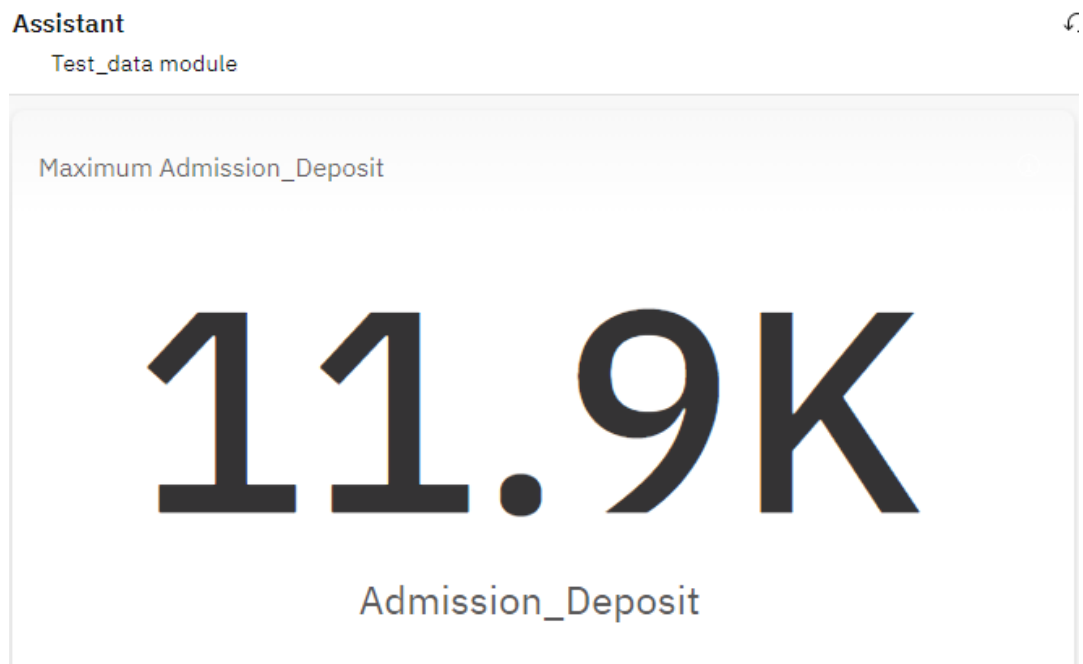 Assistant
Test_data module
Maximum Admission_Deposit
11.9K
Admission_Deposit